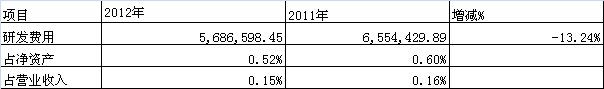 项目 2012年 2011年 增减%
研发费用 5,686,598.45 6,554,429.89 -13.24%
占净资产 0.52% 0.60%
占营业收入 0.15% 0.16%